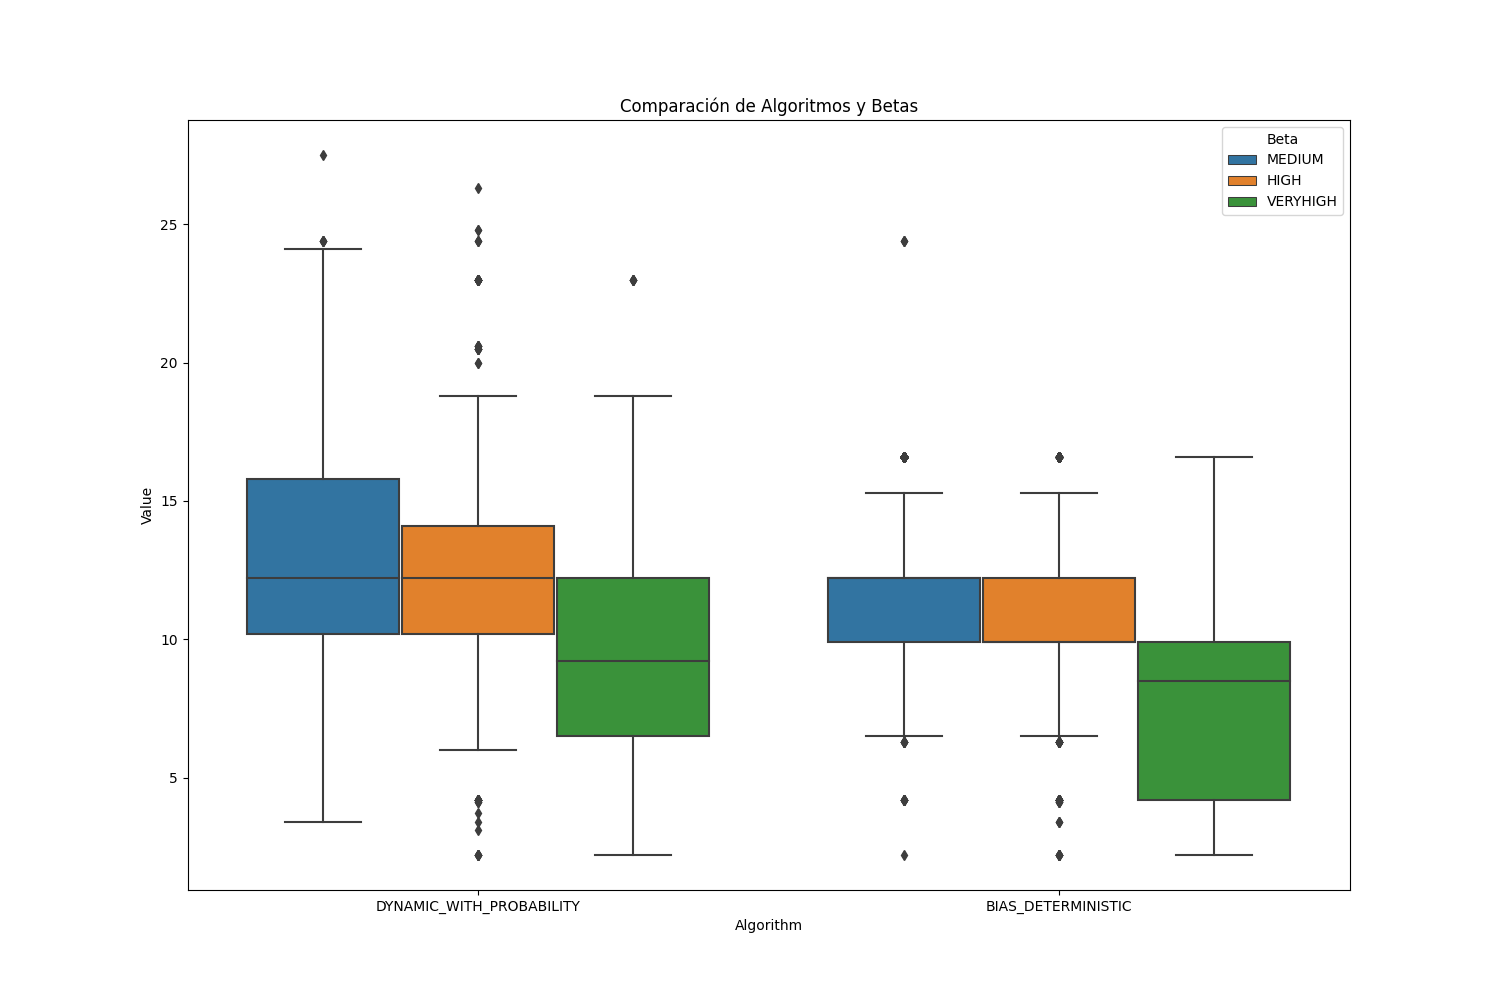 Comparación de Algoritmos y Betas
Beta
MEDIUM
HIGH
VERYHIGH
25
20
15
10
5
Value
DYNAMIC_WITH_PROBABILITY
BIAS_DETERMINISTIC
Algorithm